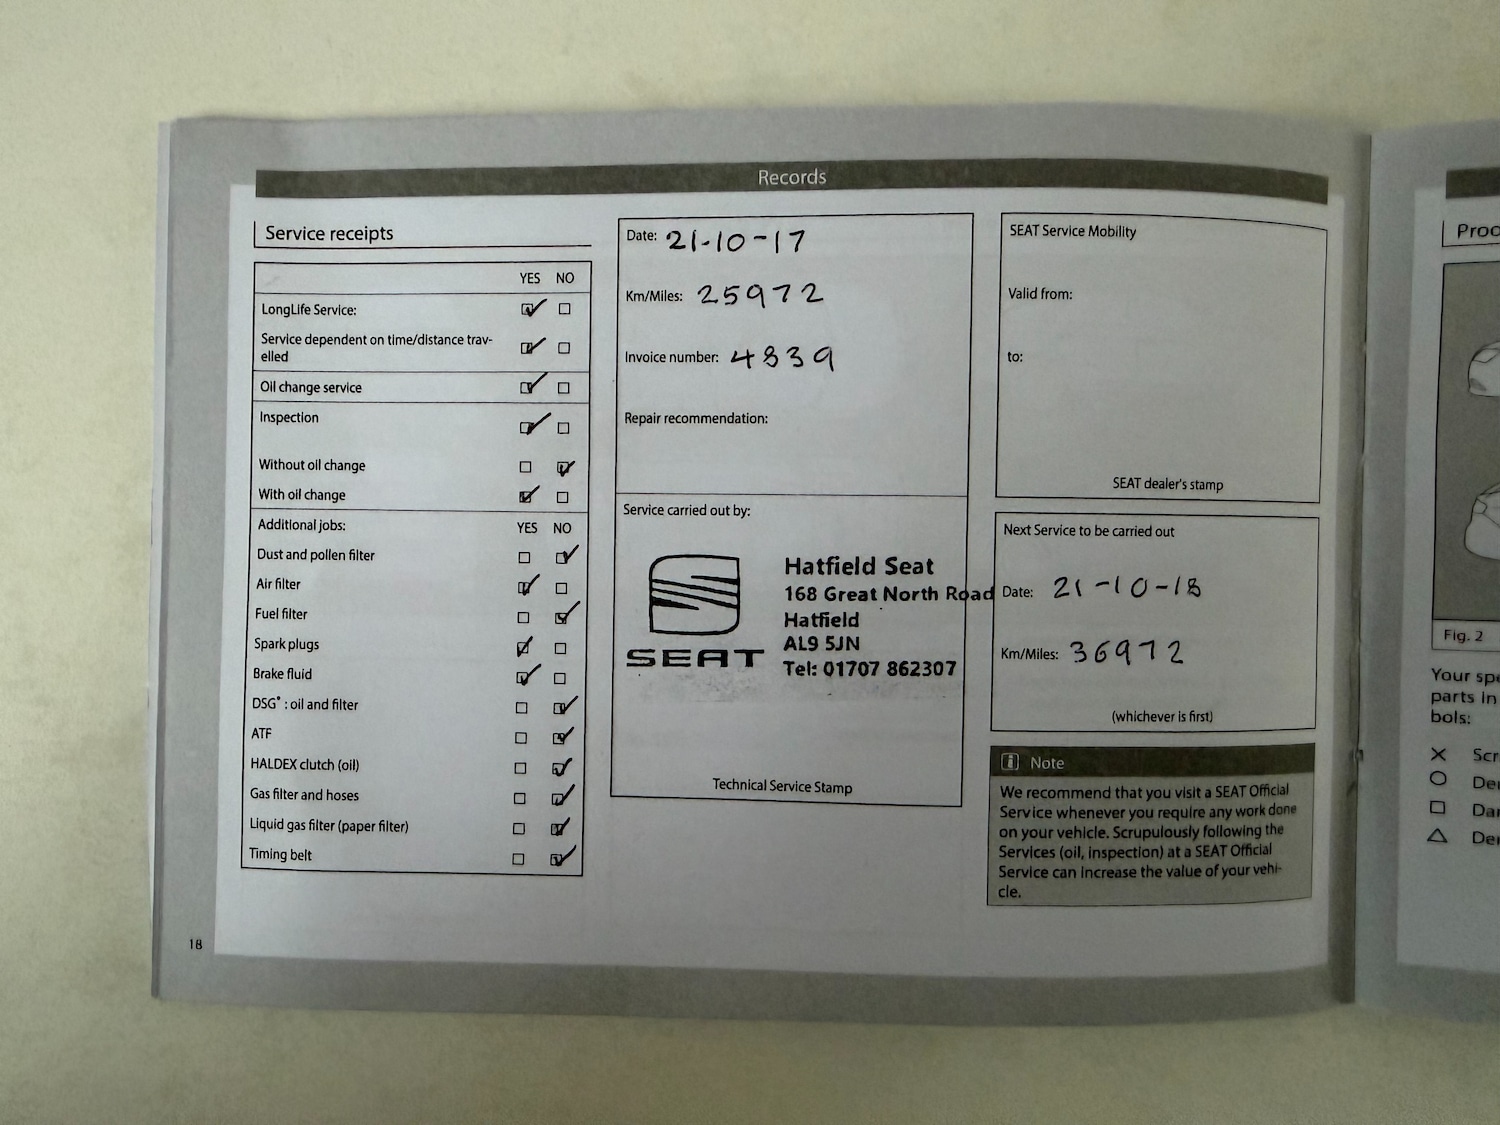 Records
Service receipts
YES NO
LongLife Service:
Service dependent on time/distance trav-
elled
Oil change service
Inspection
Without oil change
With oil change
Additional jobs: YES NO
Dust and pollen filter
Air filter
Fuel filter
Spark plugs
Brake fluid
DSG® : oil and filter
ATF
HALDEX clutch (oil)
Gas filter and hoses
Liquid gas filter (paper filter)
Timing belt
18
Date: 21-10-17
Km/Miles: 25972
Invoice number: 4839
Repair recommendation:
Service carried out by:
SEAT
Hatfield Seat
168 Great North Road
Hatfield
AL9 5JN
Tel: 01707 862307
Technical Service Stamp
SEAT Service Mobility
Valid from:
to:
SEAT dealer's stamp
Next Service to be carried out
Date: 21-10-18
Km/Miles: 36972
(whichever is first)
i Note
We recommend that you visit a SEAT Official
Service whenever you require any work done
on your vehicle. Scrupulously following the
Services (oil, inspection) at a SEAT Official
Service can increase the value of your vehi-
cle.
Fig. 2
Your
parts in
bols: